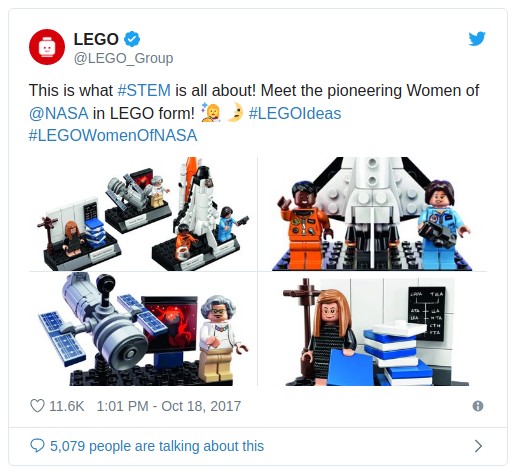 LEGO
@LEGO_Group
This is what #STEM is all about! Meet the pioneering Women of
@NASA in LEGO form! 👩‍🚀 🌛 #LEGOIdeas
#LEGOWomenOfNASA
11.6K 1:01 PM - Oct 18, 2017
5,079 people are talking about this